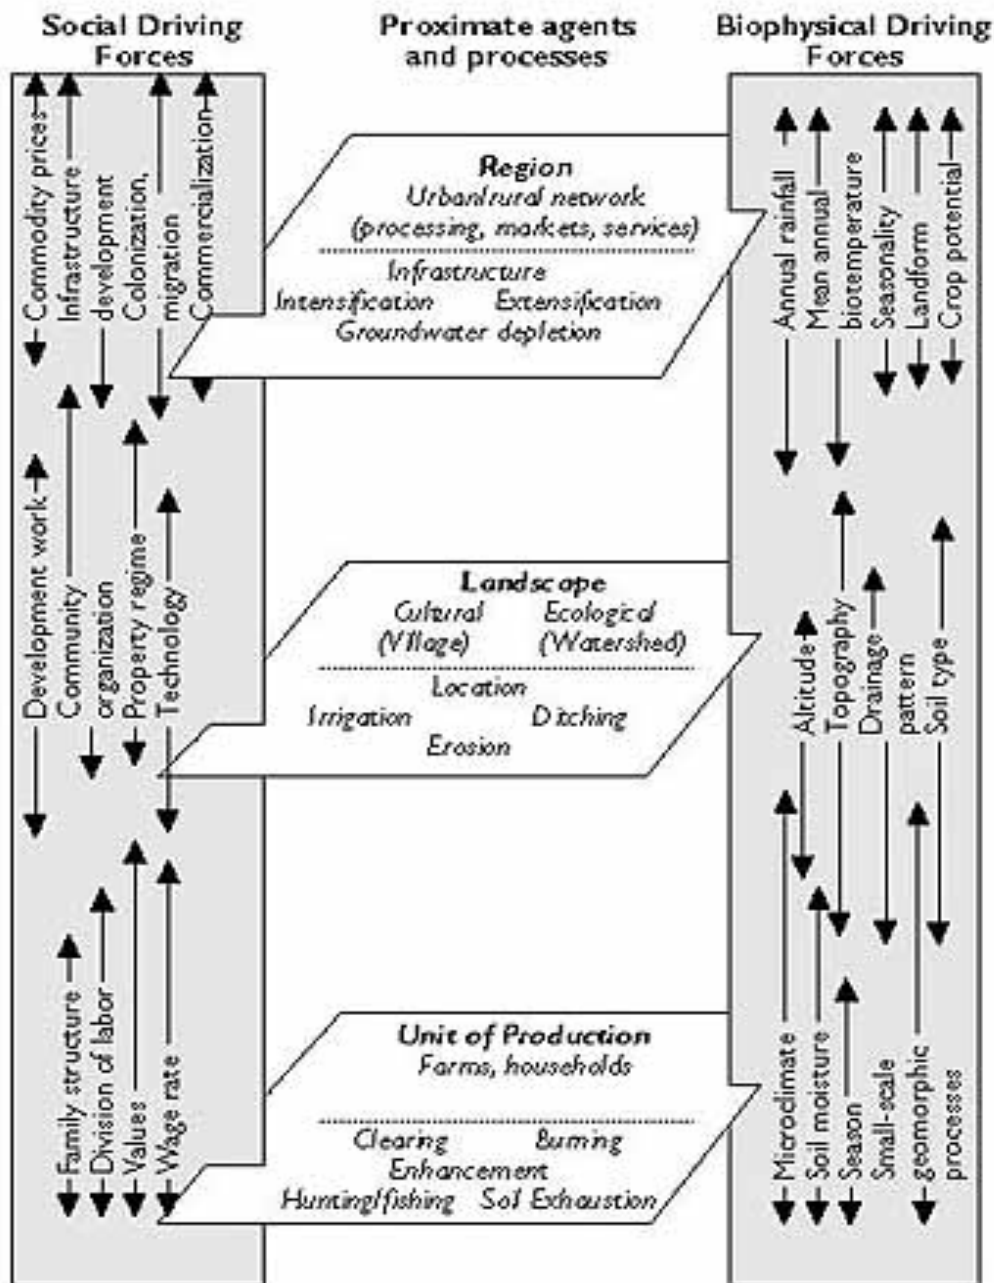 Social Driving
Forces
Proximate agents
and processes
Biophysical Driving
Forces
Commodity prices
Infrastructure
development
Colonization,
migration
Commercialization
Region
Urban/rural network
(processing, markets, services)
Infrastructure
Intensification Extensification
Groundwater depletion
Annual rainfall
Mean annual
biotemperature
Seasonality
Landform
Crop potential
Development work
Community
organization
Property regime
Technology
Landscape
Cultural Ecological
(Village) (Watershed)
Location
Irrigation Ditching
Erosion
Altitude
Topography
Drainage
pattern
Soil type
Family structure
Division of labor
Values
Wage rate
Unit of Production
Farms, households
Clearing Burning
Enhancement
Hunting/fishing Soil Exhaustion
Microclimate
Soil moisture
Season
Small-scale
geomorphic
processes